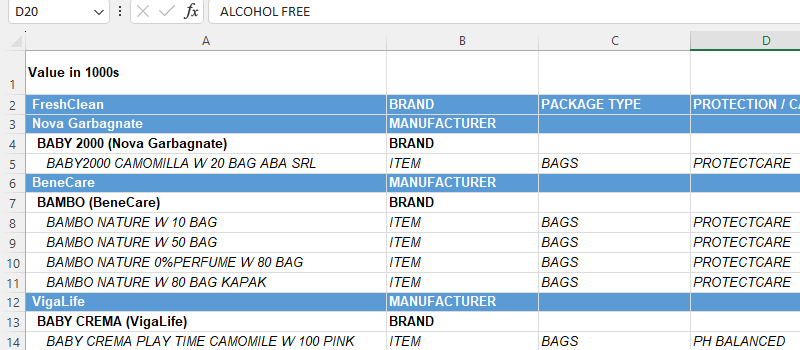 D20 fx ALCOHOL FREE
A B C D
1 Value in 1000s
2 FreshClean BRAND PACKAGE TYPE PROTECTION / CA
3 Nova Garbagnate MANUFACTURER
4 BABY 2000 (Nova Garbagnate) BRAND
5 BABY2000 CAMOMILLA W 20 BAG ABA SRL ITEM BAGS PROTECTCARE
6 BeneCare MANUFACTURER
7 BAMBO (BeneCare) BRAND
8 BAMBO NATURE W 10 BAG ITEM BAGS PROTECTCARE
9 BAMBO NATURE W 50 BAG ITEM BAGS PROTECTCARE
10 BAMBO NATURE 0%PERFUME W 80 BAG ITEM BAGS PROTECTCARE
11 BAMBO NATURE W 80 BAG KAPAK ITEM BAGS PROTECTCARE
12 VigaLife MANUFACTURER
13 BABY CREMA (VigaLife) BRAND
14 BABY CREMA PLAY TIME CAMOMILE W 100 PINK ITEM BAGS PH BALANCED